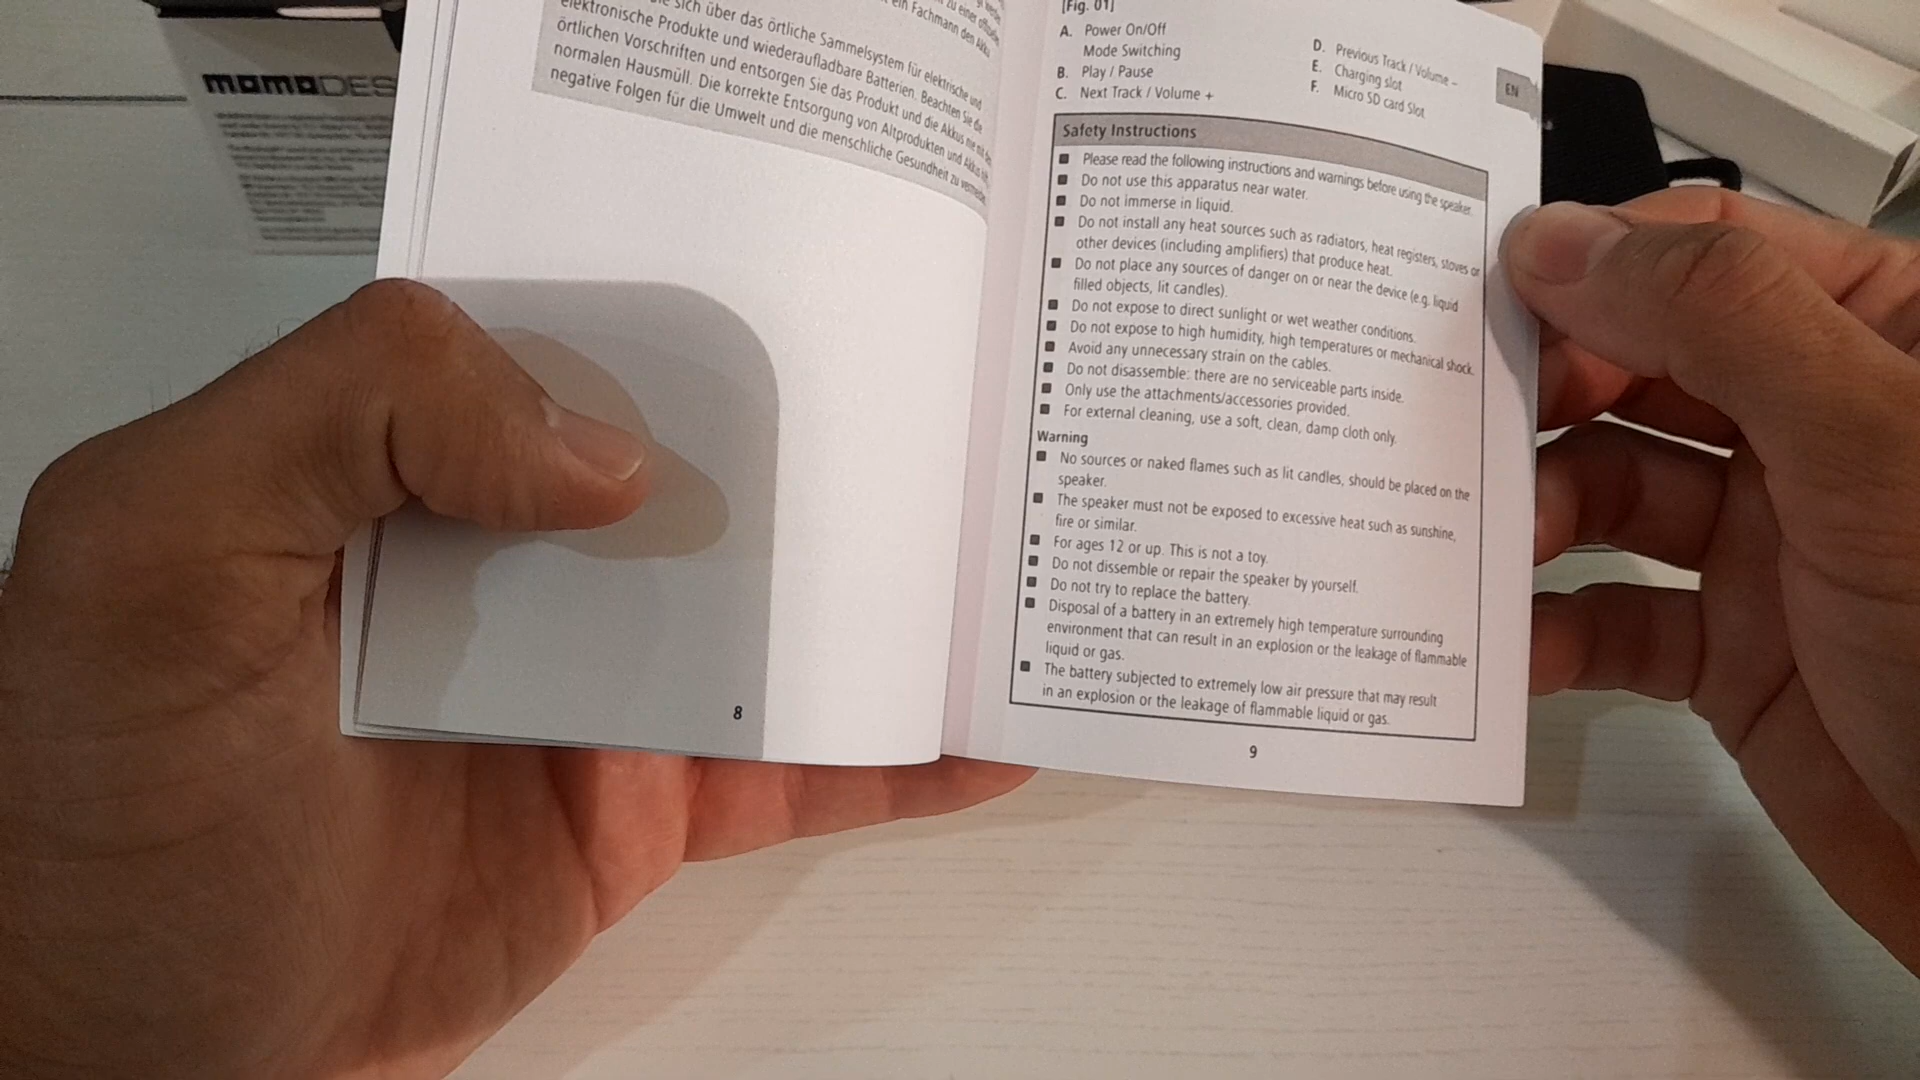 momoDES
ein Fachmann den Akku
sich über das örtliche Sammelsystem für elektrische und
elektronische Produkte und wiederaufladbare Batterien. Beachten Sie die
örtlichen Vorschriften und entsorgen Sie das Produkt und die Akkus nie mit dem
normalen Hausmüll. Die korrekte Entsorgung von Altprodukten und Akkus
negative Folgen für die Umwelt und die menschliche Gesundheit zu vermeiden.
8
[Fig. 01]
A. Power On/Off
Mode Switching
B. Play / Pause
C. Next Track / Volume +
D. Previous Track / Volume –
E. Charging slot
F. Micro SD card Slot
EN
Safety Instructions
Please read the following instructions and warnings before using the speaker.
Do not use this apparatus near water.
Do not immerse in liquid.
Do not install any heat sources such as radiators, heat registers, stoves or
other devices (including amplifiers) that produce heat.
Do not place any sources of danger on or near the device (e.g. liquid
filled objects, lit candles).
Do not expose to direct sunlight or wet weather conditions.
Do not expose to high humidity, high temperatures or mechanical shock.
Avoid any unnecessary strain on the cables.
Do not disassemble: there are no serviceable parts inside.
Only use the attachments/accessories provided.
For external cleaning, use a soft, clean, damp cloth only.
Warning
No sources or naked flames such as lit candles, should be placed on the
speaker.
The speaker must not be exposed to excessive heat such as sunshine,
fire or similar.
For ages 12 or up. This is not a toy.
Do not dissemble or repair the speaker by yourself.
Do not try to replace the battery.
Disposal of a battery in an extremely high temperature surrounding
environment that can result in an explosion or the leakage of flammable
liquid or gas.
The battery subjected to extremely low air pressure that may result
in an explosion or the leakage of flammable liquid or gas.
9